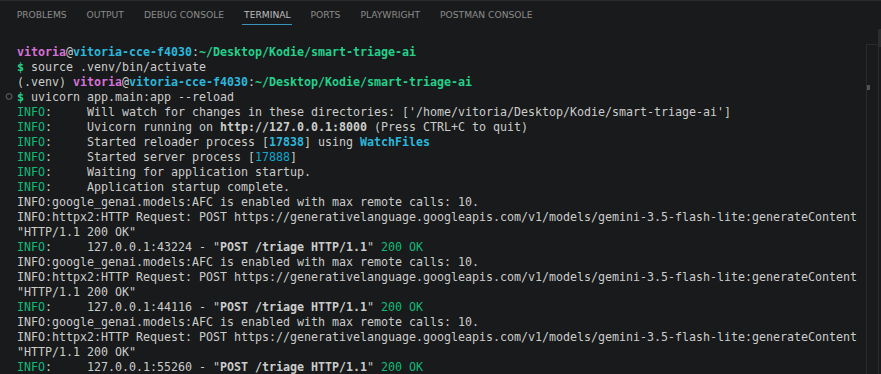 PROBLEMS OUTPUT DEBUG CONSOLE TERMINAL PORTS PLAYWRIGHT POSTMAN CONSOLE
vitoria@vitoria-cce-f4030:~/Desktop/Kodie/smart-triage-ai
$ source .venv/bin/activate
(.venv) vitoria@vitoria-cce-f4030:~/Desktop/Kodie/smart-triage-ai
$ uvicorn app.main:app --reload
INFO:     Will watch for changes in these directories: ['/home/vitoria/Desktop/Kodie/smart-triage-ai']
INFO:     Uvicorn running on http://127.0.0.1:8000 (Press CTRL+C to quit)
INFO:     Started reloader process [17838] using WatchFiles
INFO:     Started server process [17888]
INFO:     Waiting for application startup.
INFO:     Application startup complete.
INFO:google_genai.models:AFC is enabled with max remote calls: 10.
INFO:httpx2:HTTP Request: POST https://generativelanguage.googleapis.com/v1/models/gemini-3.5-flash-lite:generateContent
"HTTP/1.1 200 OK"
INFO:     127.0.0.1:43224 - "POST /triage HTTP/1.1" 200 OK
INFO:google_genai.models:AFC is enabled with max remote calls: 10.
INFO:httpx2:HTTP Request: POST https://generativelanguage.googleapis.com/v1/models/gemini-3.5-flash-lite:generateContent
"HTTP/1.1 200 OK"
INFO:     127.0.0.1:44116 - "POST /triage HTTP/1.1" 200 OK
INFO:google_genai.models:AFC is enabled with max remote calls: 10.
INFO:httpx2:HTTP Request: POST https://generativelanguage.googleapis.com/v1/models/gemini-3.5-flash-lite:generateContent
"HTTP/1.1 200 OK"
INFO:     127.0.0.1:55260 - "POST /triage HTTP/1.1" 200 OK